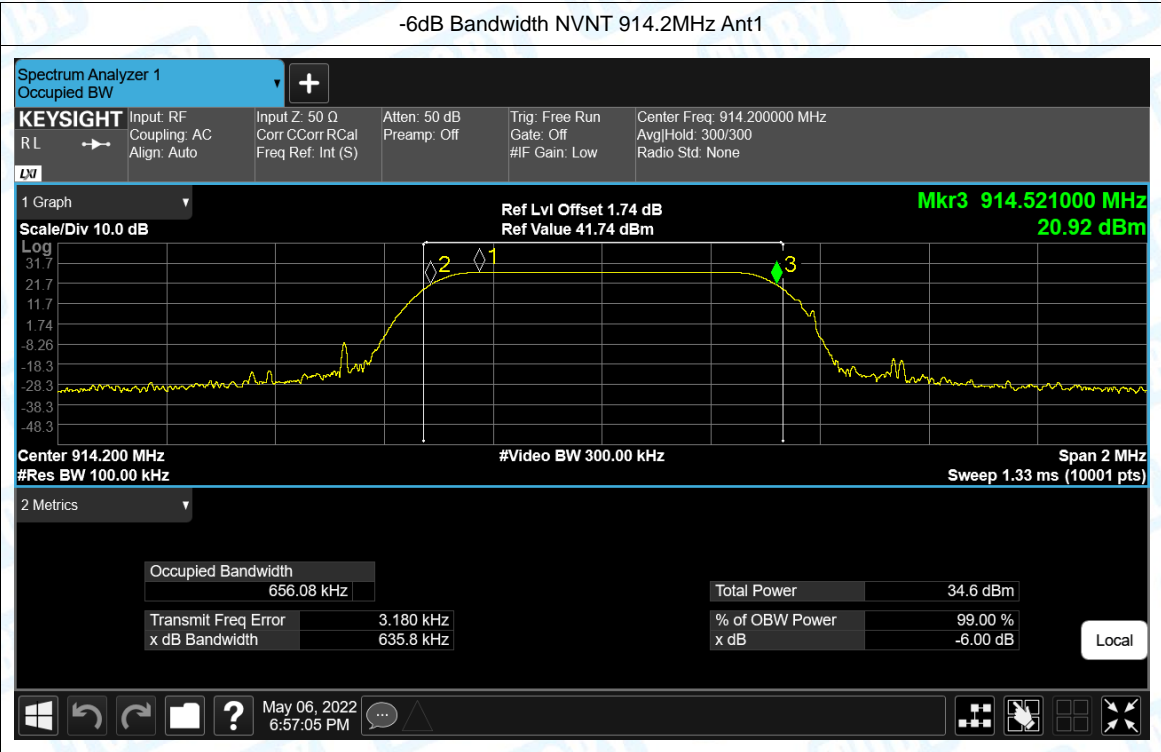 -6dB Bandwidth NVNT 914.2MHz Ant1
Spectrum Analyzer 1
Occupied BW
KEYSIGHT
R L
LXI
Input: RF
Coupling: AC
Align: Auto
Input Z: 50 Ω
Corr CCorr RCal
Freq Ref: Int (S)
Atten: 50 dB
Preamp: Off
Trig: Free Run
Gate: Off
#IF Gain: Low
Center Freq: 914.200000 MHz
Avg|Hold: 300/300
Radio Std: None
1 Graph
Scale/Div 10.0 dB
Ref Lvl Offset 1.74 dB
Ref Value 41.74 dBm
Mkr3 914.521000 MHz
20.92 dBm
Log
31.7
21.7
11.7
1.74
-8.26
-18.3
-28.3
-38.3
-48.3
2
1
3
Center 914.200 MHz
#Video BW 300.00 kHz
Span 2 MHz
#Res BW 100.00 kHz
Sweep 1.33 ms (10001 pts)
2 Metrics
Occupied Bandwidth
656.08 kHz
Total Power 34.6 dBm
Transmit Freq Error 3.180 kHz
% of OBW Power 99.00 %
x dB Bandwidth 635.8 kHz
x dB -6.00 dB
Local
?
May 06, 2022
6:57:05 PM
TOBY